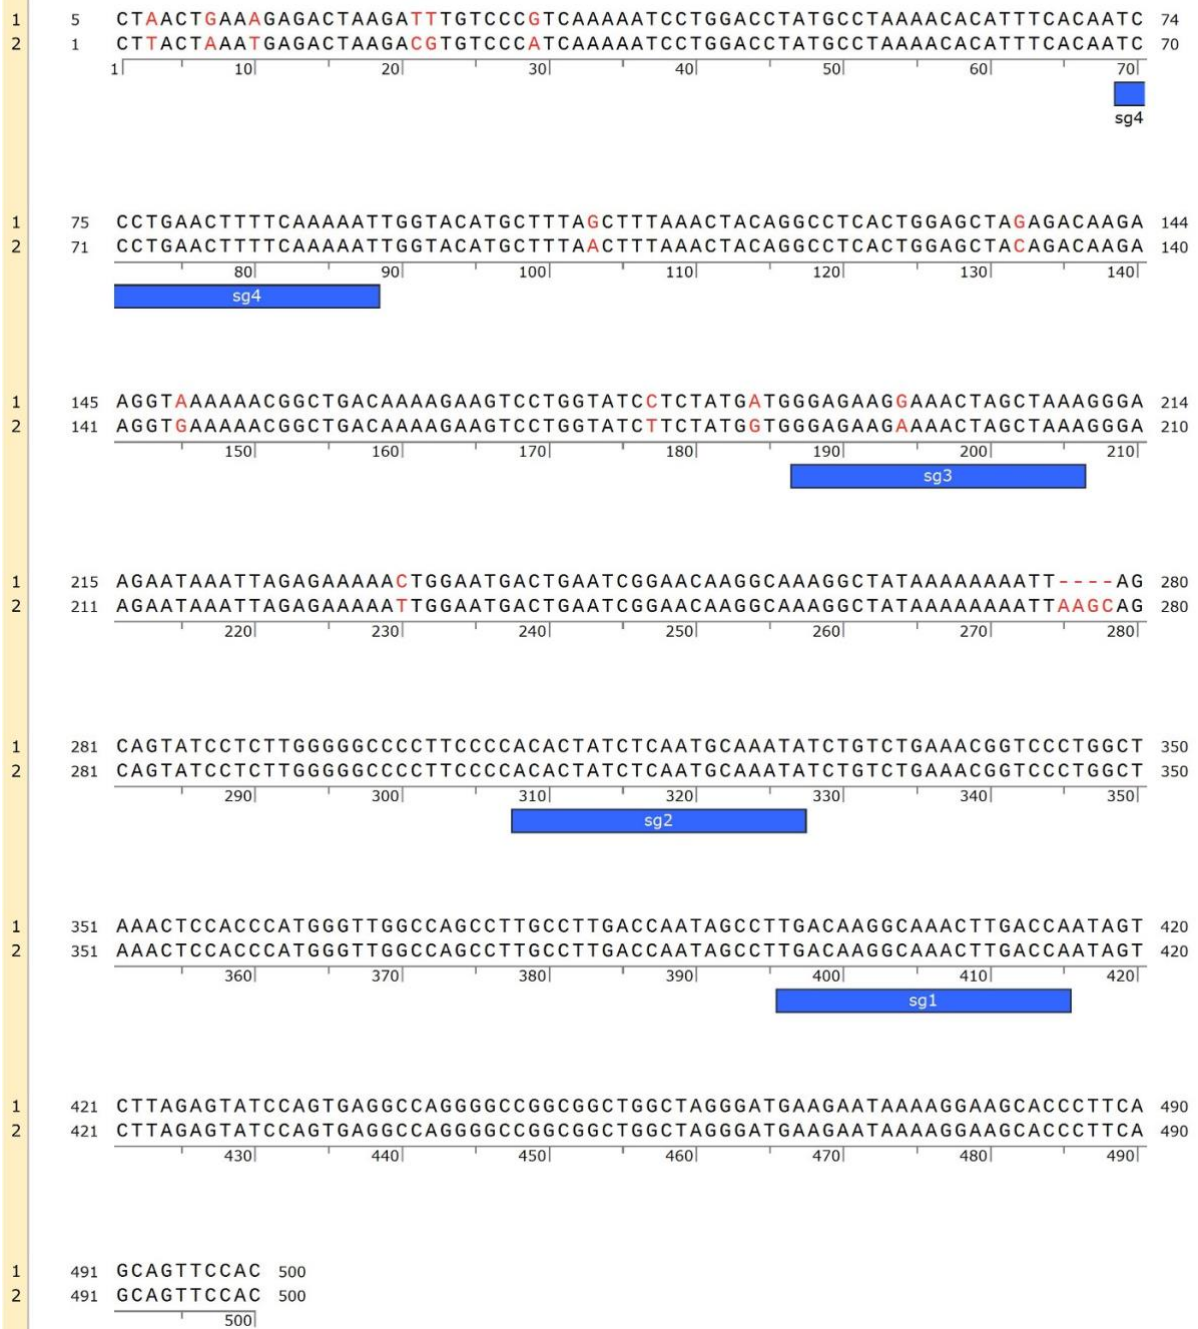 1 5 CTAACTGAAAGAGACTAAGATTTGTCCCGTCAAAAATCCTGGACCTATGCCTAAAACACATTTCACAATC 74
2 1 CTTACTAAATGAGACTAAGACGTGTCCCATCAAAAATCCTGGACCTATGCCTAAAACACATTTCACAATC 70
1 10 20 30 40 50 60 70
sg4
1 75 CCTGAACTTTTCAAAAATTGGTACATGCTTTAGCTTTAAACTACAGGCCTCACTGGAGCTAGAGACAAGA 144
2 71 CCTGAACTTTTCAAAAATTGGTACATGCTTTAACTTTAAACTACAGGCCTCACTGGAGCTACAGACAAGA 140
80 90 100 110 120 130 140
sg4
1 145 AGGTAAAAAACGGCTGACAAAAGAAGTCCTGGTATCCTCTATGATGGGAGAAGGAAACTAGCTAAAGGGA 214
2 141 AGGTGAAAAACGGCTGACAAAAGAAGTCCTGGTATCTTCTATGGTGGGAGAAGAAAACTAGCTAAAGGGA 210
150 160 170 180 190 200 210
sg3
1 215 AGAATAAATTAGAGAAAAACTGGAATGACTGAATCGGAACAAGGCAAAGGCTATAAAAAAAATT----AG 280
2 211 AGAATAAATTAGAGAAAAATTGGAATGACTGAATCGGAACAAGGCAAAGGCTATAAAAAAAATTAAGCAG 280
220 230 240 250 260 270 280
1 281 CAGTATCCTCTTGGGGGCCCCTTCCCCACACTATCTCAATGCAAATATCTGTCTGAAACGGTCCCTGGCT 350
2 281 CAGTATCCTCTTGGGGGCCCCTTCCCCACACTATCTCAATGCAAATATCTGTCTGAAACGGTCCCTGGCT 350
290 300 310 320 330 340 350
sg2
1 351 AAACTCCACCCATGGGTTGGCCAGCCTTGCCTTGACCAATAGCCTTGACAAGGCAAACTTGACCAATAGT 420
2 351 AAACTCCACCCATGGGTTGGCCAGCCTTGCCTTGACCAATAGCCTTGACAAGGCAAACTTGACCAATAGT 420
360 370 380 390 400 410 420
sg1
1 421 CTTAGAGTATCCAGTGAGGCCAGGGGCCGGCGGCTGGCTAGGGATGAAGAATAAAAGGAAGCACCCTTCA 490
2 421 CTTAGAGTATCCAGTGAGGCCAGGGGCCGGCGGCTGGCTAGGGATGAAGAATAAAAGGAAGCACCCTTCA 490
430 440 450 460 470 480 490
1 491 GCAGTTCCAC 500
2 491 GCAGTTCCAC 500
500